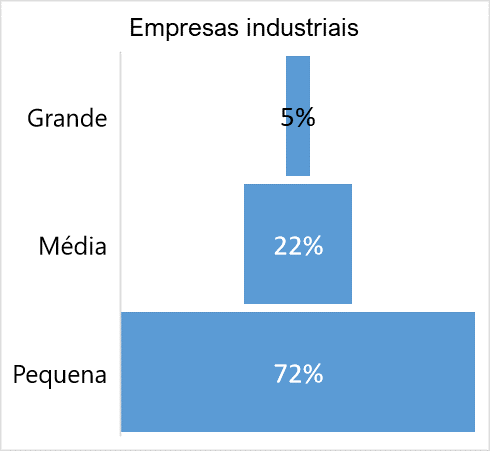 Empresas industriais
Grande
5%
Média
22%
Pequena
72%